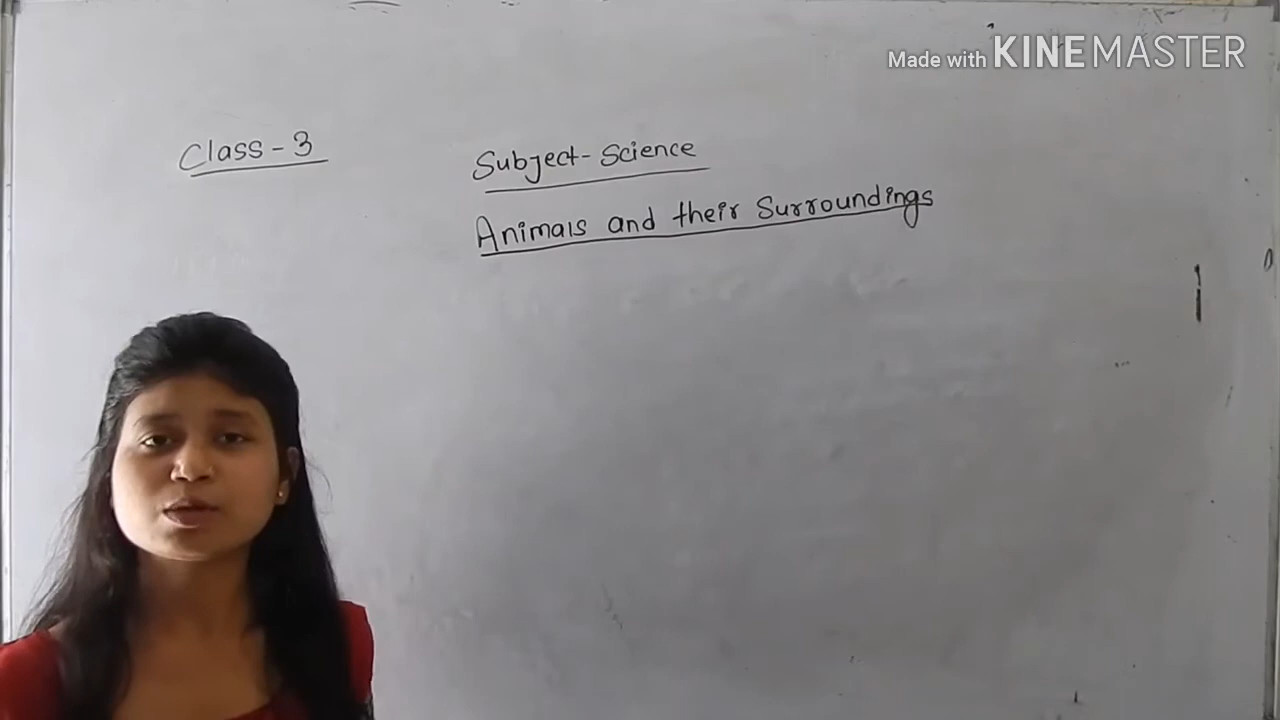 Made with KINEMASTER
Class - 3
Subject - Science
Animals and their Surroundings